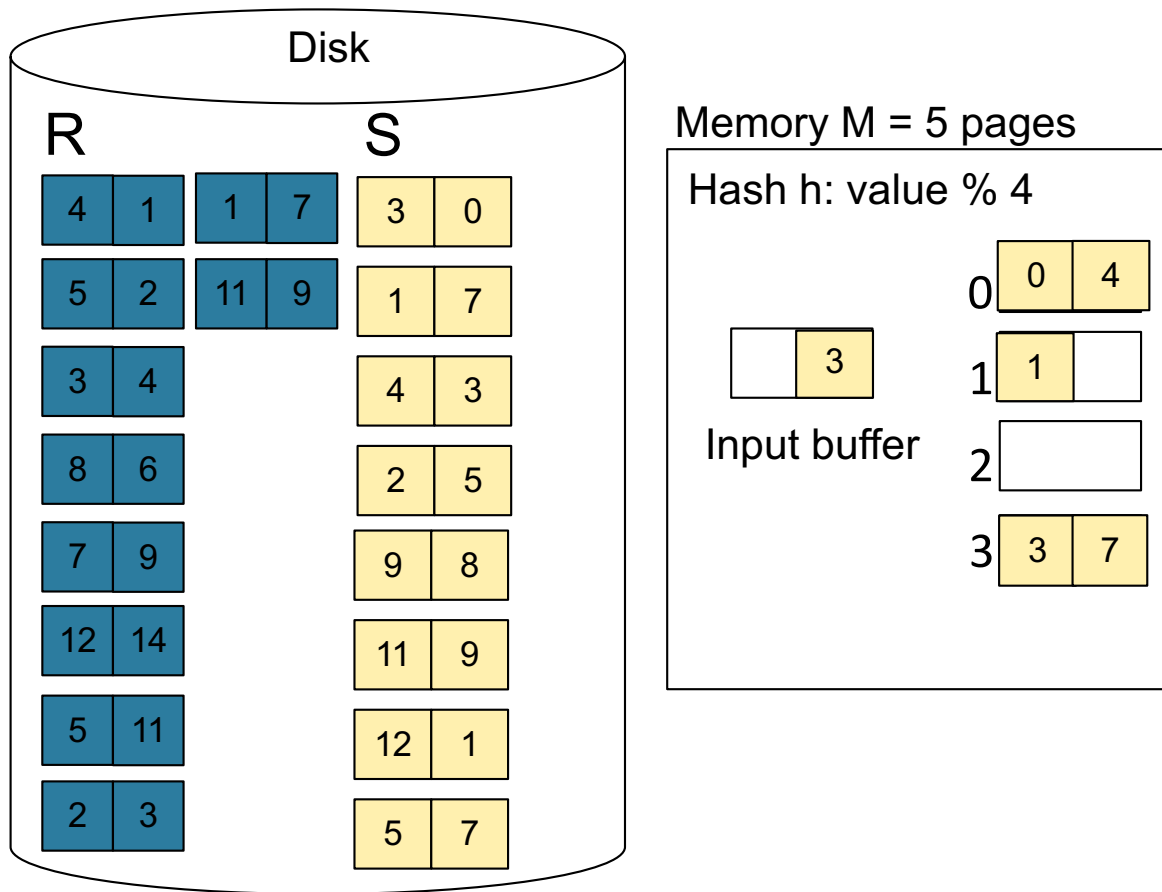 Disk
R S
4 1 1 7 3 0
5 2 11 9 1 7
3 4 4 3
8 6 2 5
7 9 9 8
12 14 11 9
5 11 12 1
2 3 5 7
Memory M = 5 pages
Hash h: value % 4
0 0 4
3
1 1
Input buffer
2
3 3 7